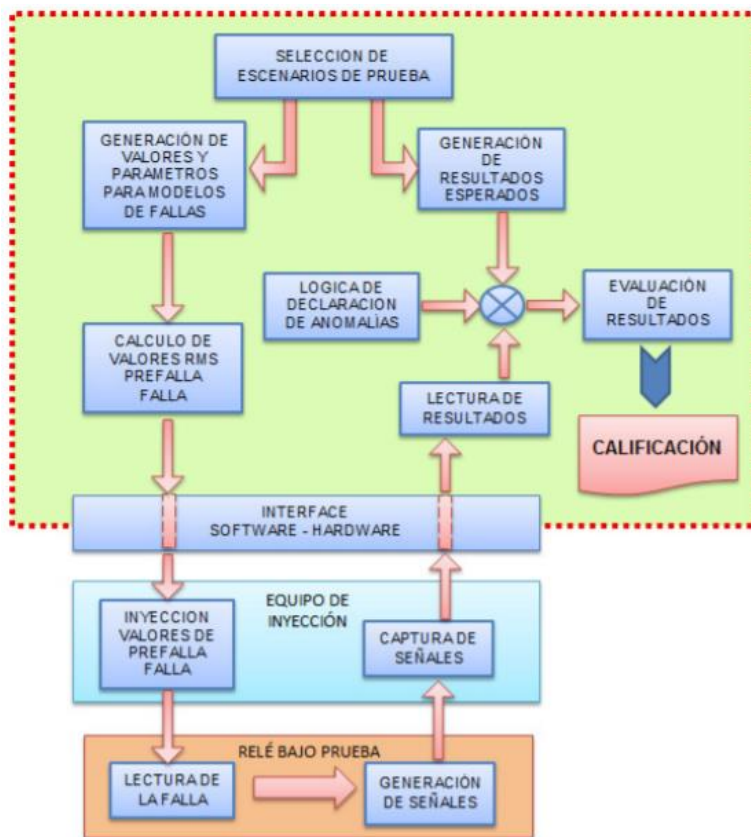 SELECCION DE
ESCENARIOS DE PRUEBA
GENERACIÓN DE
VALORES Y
PARAMETROS
PARA MODELOS
DE FALLAS
GENERACIÓN
DE
RESULTADOS
ESPERADOS
LOGICA DE
DECLARACIÓN
DE ANOMALÍAS
EVALUACIÓN
DE
RESULTADOS
CALCULO DE
VALORES RMS
PREFALLA
FALLA
LECTURA DE
RESULTADOS
CALIFICACIÓN
INTERFACE
SOFTWARE - HARDWARE
EQUIPO DE
INYECCIÓN
INYECCION
VALORES DE
PREFALLA
FALLA
CAPTURA DE
SEÑALES
RELÉ BAJO PRUEBA
LECTURA DE
LA FALLA
GENERACIÓN
DE SEÑALES